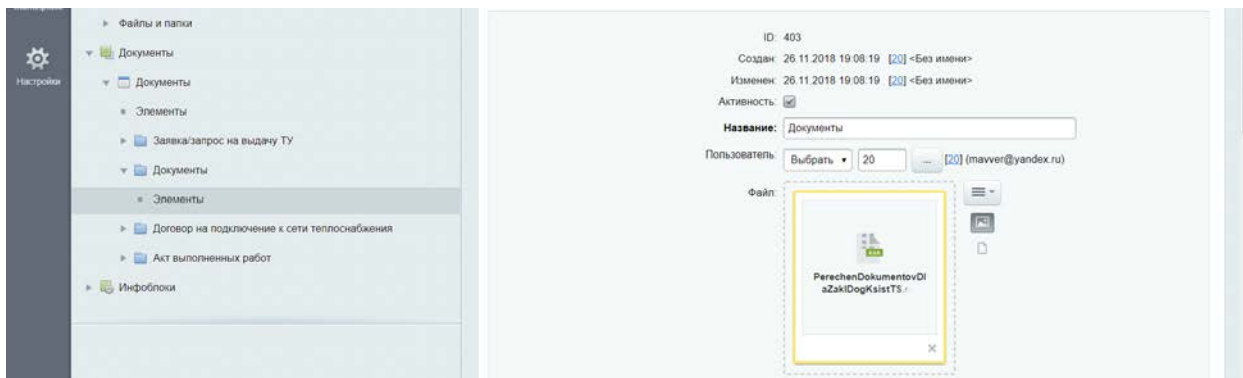 Файлы и папки
Документы
Настройки
Документы
Элементы
Заявка/запрос на выдачу ТУ
Документы
Элементы
Договор на подключение к сети теплоснабжения
Акт выполненных работ
Инфоблоки
ID: 403
Создан: 26.11.2018 19:08:19 [20] <Без имени>
Изменен: 26.11.2018 19:08:19 [20] <Без имени>
Активность:
Название: Документы
Пользователь: Выбрать 20 ... [20] (mavver@yandex.ru)
Файл:
PerechenDokumentovDl
aZaklDogKsistTS.r